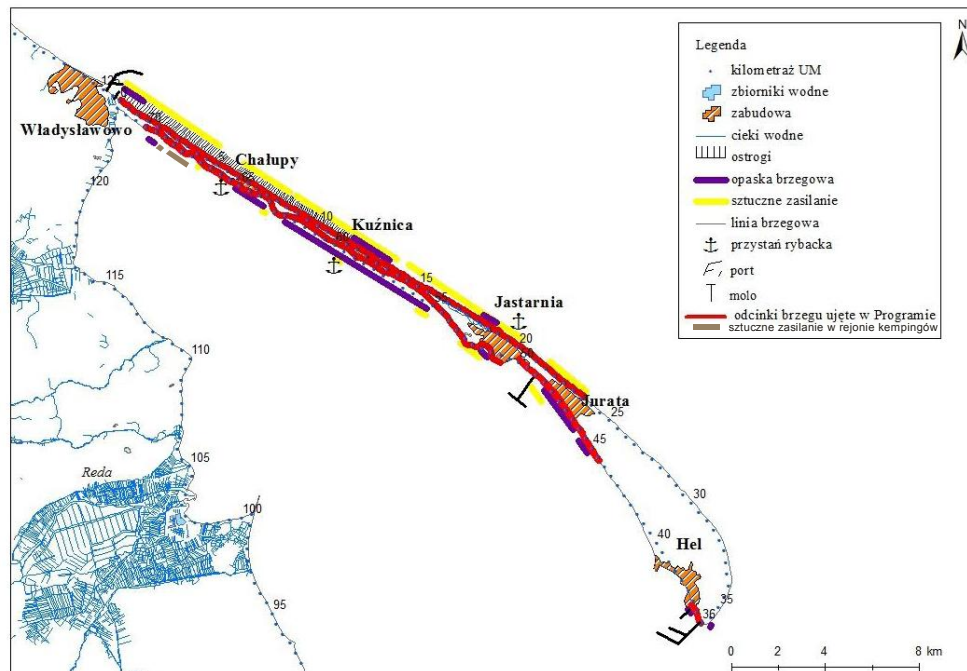 N
Legenda
kilometraż UM
zbiorniki wodne
zabudowa
cieki wodne
ostrogi
opaska brzegowa
sztuczne zasilanie
linia brzegowa
przystań rybacka
port
molo
odcinki brzegu ujęte w Programie
sztuczne zasilanie w rejonie kempingów
Władysławowo
Chałupy
120
10
Kuźnica
115
15
55
Jastarnia
20
110
Jurata
25
45
105
Reda
30
100
40
Hel
95
35
36
0 2 4 8 km